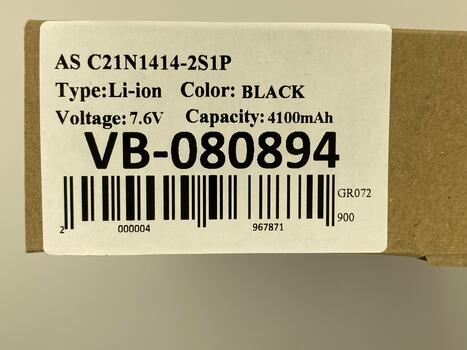 AS C21N1414-2S1P
Type:Li-ion Color: BLACK
Voltage: 7.6V Capacity: 4100mAh
VB-080894
GR072
900
2 000004 967871